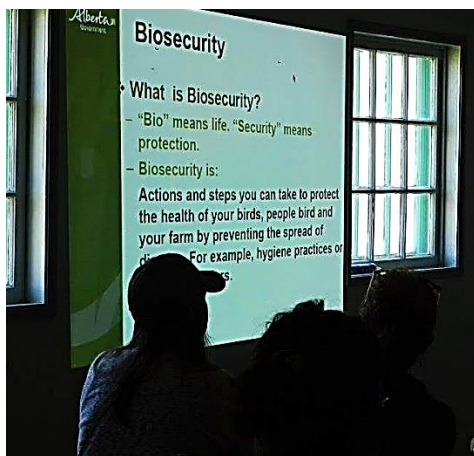 Alberta
Government
Biosecurity
What is Biosecurity?
– “Bio” means life. “Security” means
protection.
– Biosecurity is:
Actions and steps you can take to protect
the health of your birds, people bird and
your farm by preventing the spread of
For example, hygiene practices or